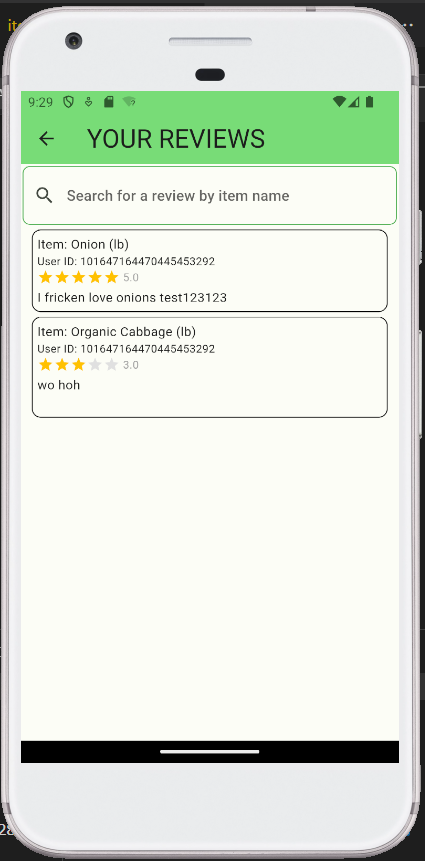 9:29
YOUR REVIEWS
Search for a review by item name
Item: Onion (lb)
User ID: 101647164470445453292
5.0
I fricken love onions test123123
Item: Organic Cabbage (lb)
User ID: 101647164470445453292
3.0
wo hoh